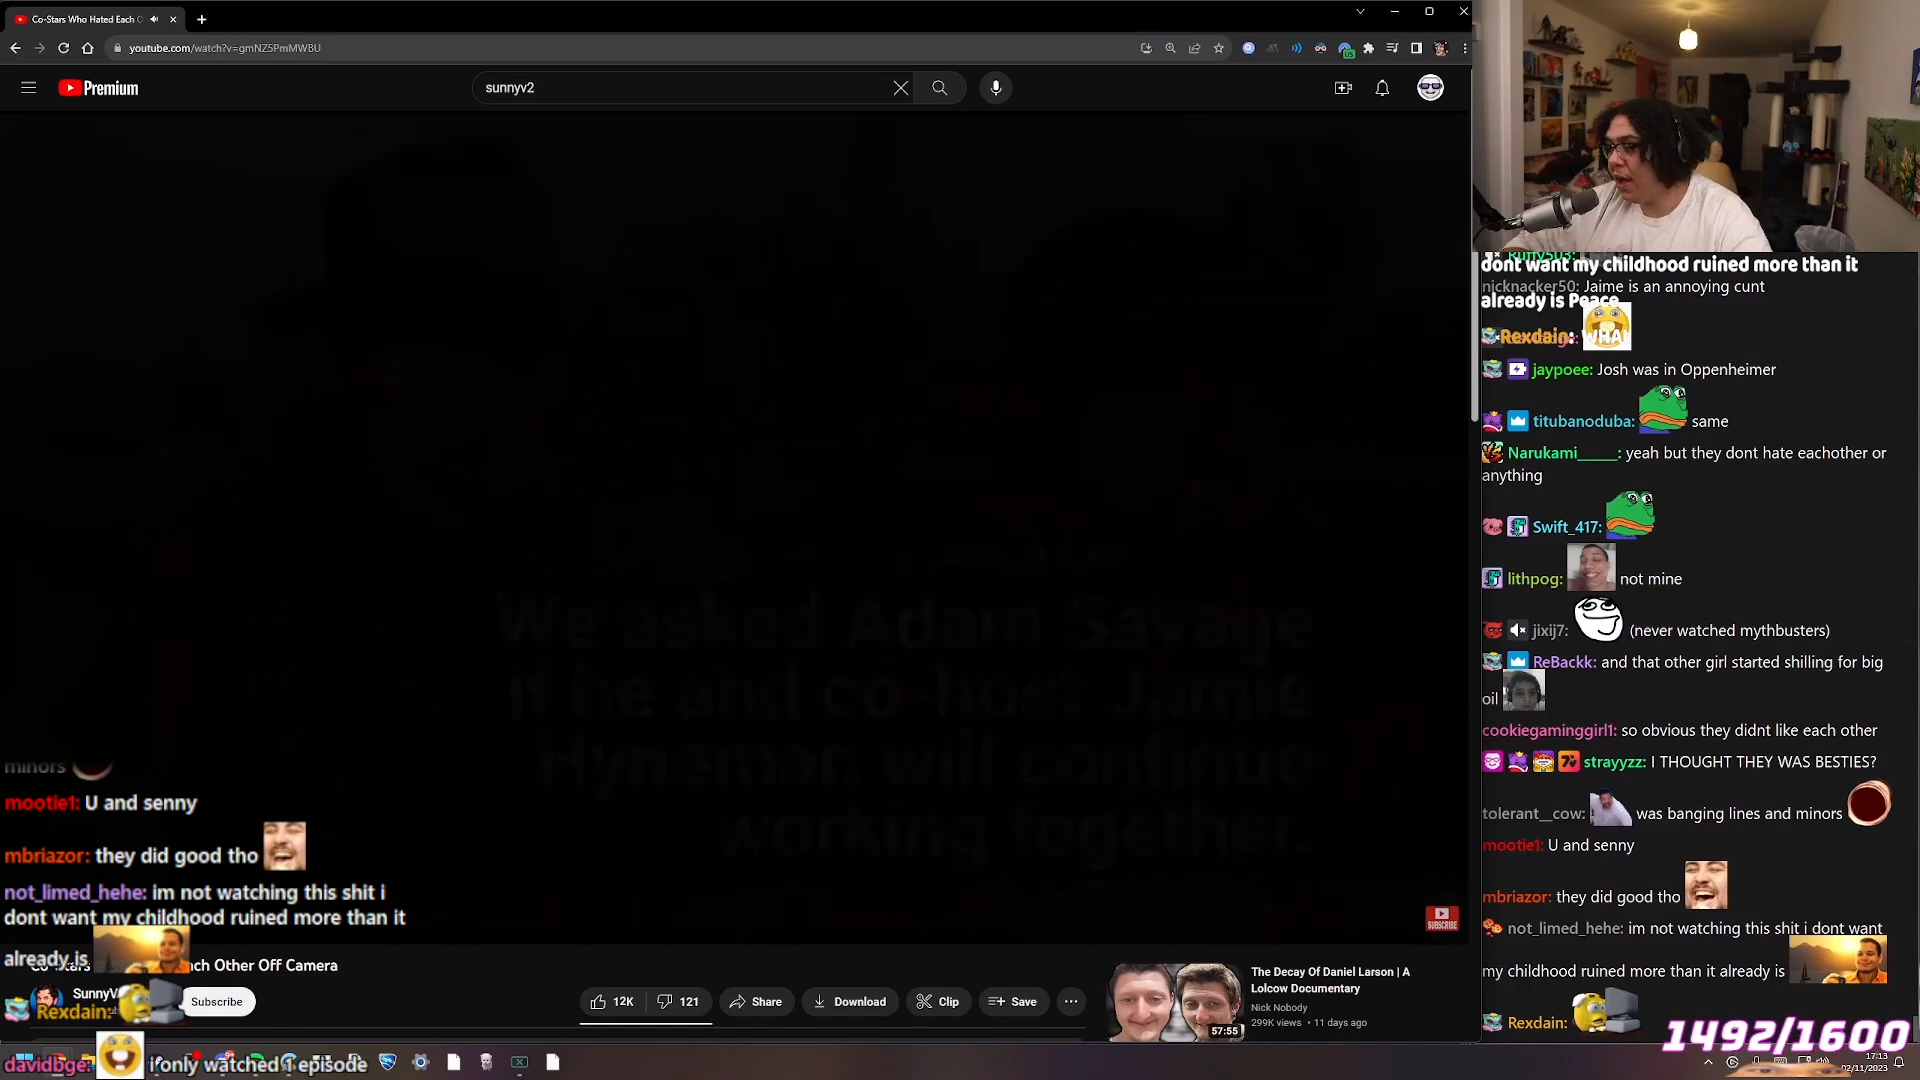 Co-Stars Who Hated Each O
youtube.com/watch?v=gmNZ5PmMWBU
Premium
sunnyv2
US
Ruffy503:
dont want my childhood ruined more than it
nicknacker50: Jaime is an annoying cunt
already is Peace
Rexdain: WHA
jaypoee: Josh was in Oppenheimer
titubanoduba: same
Narukami_____: yeah but they dont hate eachother or
anything
Swift_417:
lithpog: not mine
jixij7: (never watched mythbusters)
ReBackk: and that other girl started shilling for big
oil
cookiegaminggirl1: so obvious they didnt like each other
strayyzz: I THOUGHT THEY WAS BESTIES?
tolerant__cow: was banging lines and minors
mootie1: U and senny
mbriazor: they did good tho
not_limed_hehe: im not watching this shit i dont want
my childhood ruined more than it already is
Rexdain:
1492/1600
We asked Adam Savage
if he and co-host Jamie
Hyneman will continue
working together.
SUBSCRIBE
minors
mootie1: U and senny
mbriazor: they did good tho
not_limed_hehe: im not watching this shit i
dont want my childhood ruined more than it
already is
Co-Stars ach Other Off Camera
SunnyV
Subscribe
Rexdain:
12K
121
Share
Download
Clip
Save
The Decay Of Daniel Larson | A
Lolcow Documentary
Nick Nobody
299K views • 11 days ago
57:55
davidbge: i only watched 1 episode
17:13
02/11/2023